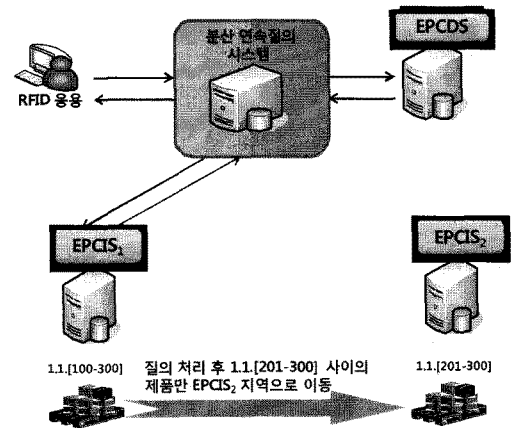 분산 연속질의
시스템
EPCDS
RFID 응용
EPCIS₁
EPCIS₂
1.1.[100-300]
질의 처리 후 1.1.[201-300] 사이의
제품만 EPCIS₂ 지역으로 이동
1.1.[201-300]